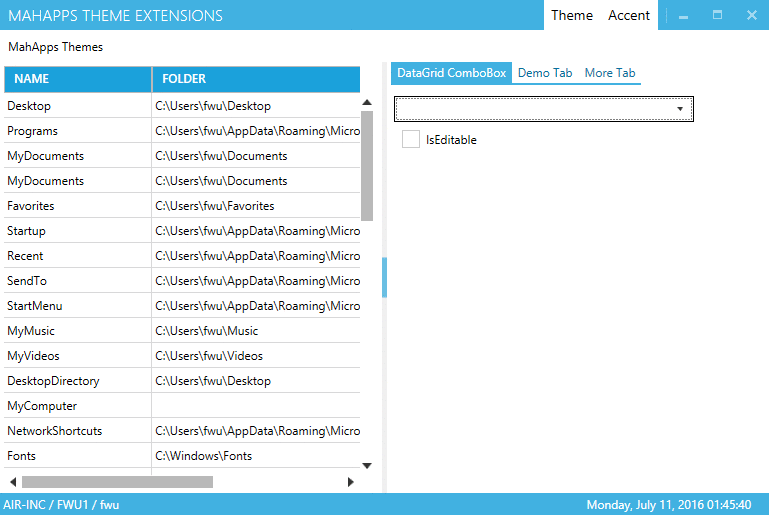 MAHAPPS THEME EXTENSIONS Theme Accent
MahApps Themes
NAME FOLDER
Desktop C:\Users\fwu\Desktop
Programs C:\Users\fwu\AppData\Roaming\Micro
MyDocuments C:\Users\fwu\Documents
MyDocuments C:\Users\fwu\Documents
Favorites C:\Users\fwu\Favorites
Startup C:\Users\fwu\AppData\Roaming\Micro
Recent C:\Users\fwu\AppData\Roaming\Micro
SendTo C:\Users\fwu\AppData\Roaming\Micro
StartMenu C:\Users\fwu\AppData\Roaming\Micro
MyMusic C:\Users\fwu\Music
MyVideos C:\Users\fwu\Videos
DesktopDirectory C:\Users\fwu\Desktop
MyComputer
NetworkShortcuts C:\Users\fwu\AppData\Roaming\Micro
Fonts C:\Windows\Fonts
DataGrid ComboBox Demo Tab More Tab
IsEditable
AIR-INC / FWU1 / fwu Monday, July 11, 2016 01:45:40